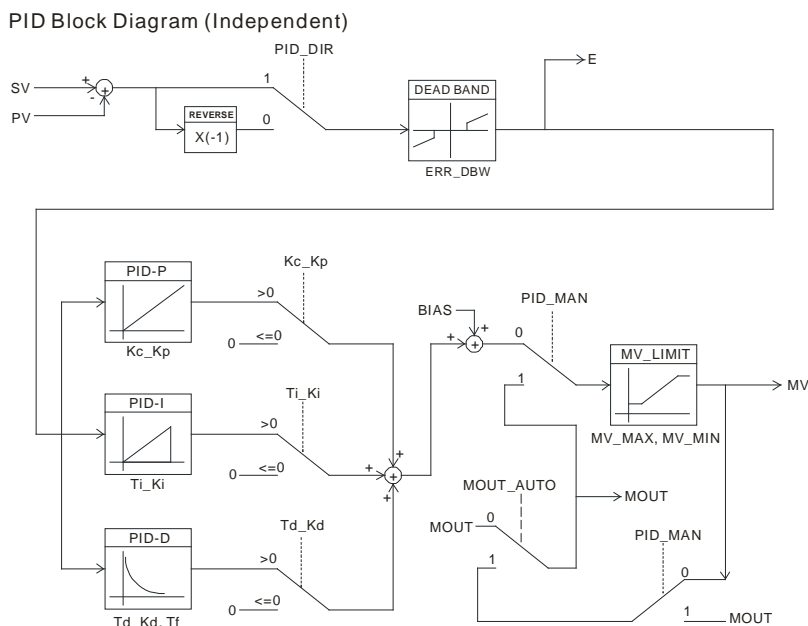 PID Block Diagram (Independent)
PID_DIR
SV
+
-
PV
1
0
REVERSE
X(-1)
DEAD BAND
ERR_DBW
E
PID-P
Kc_Kp
Kc_Kp
>0
0
<=0
PID-I
Ti_Ki
Ti_Ki
>0
0
<=0
PID-D
Td_Kd, Tf
Td_Kd
>0
0
<=0
+
+
+
+
BIAS
+
+
PID_MAN
0
1
MV_LIMIT
MV_MAX, MV_MIN
MV
MOUT_AUTO
MOUT
0
1
MOUT
PID_MAN
0
1
MOUT